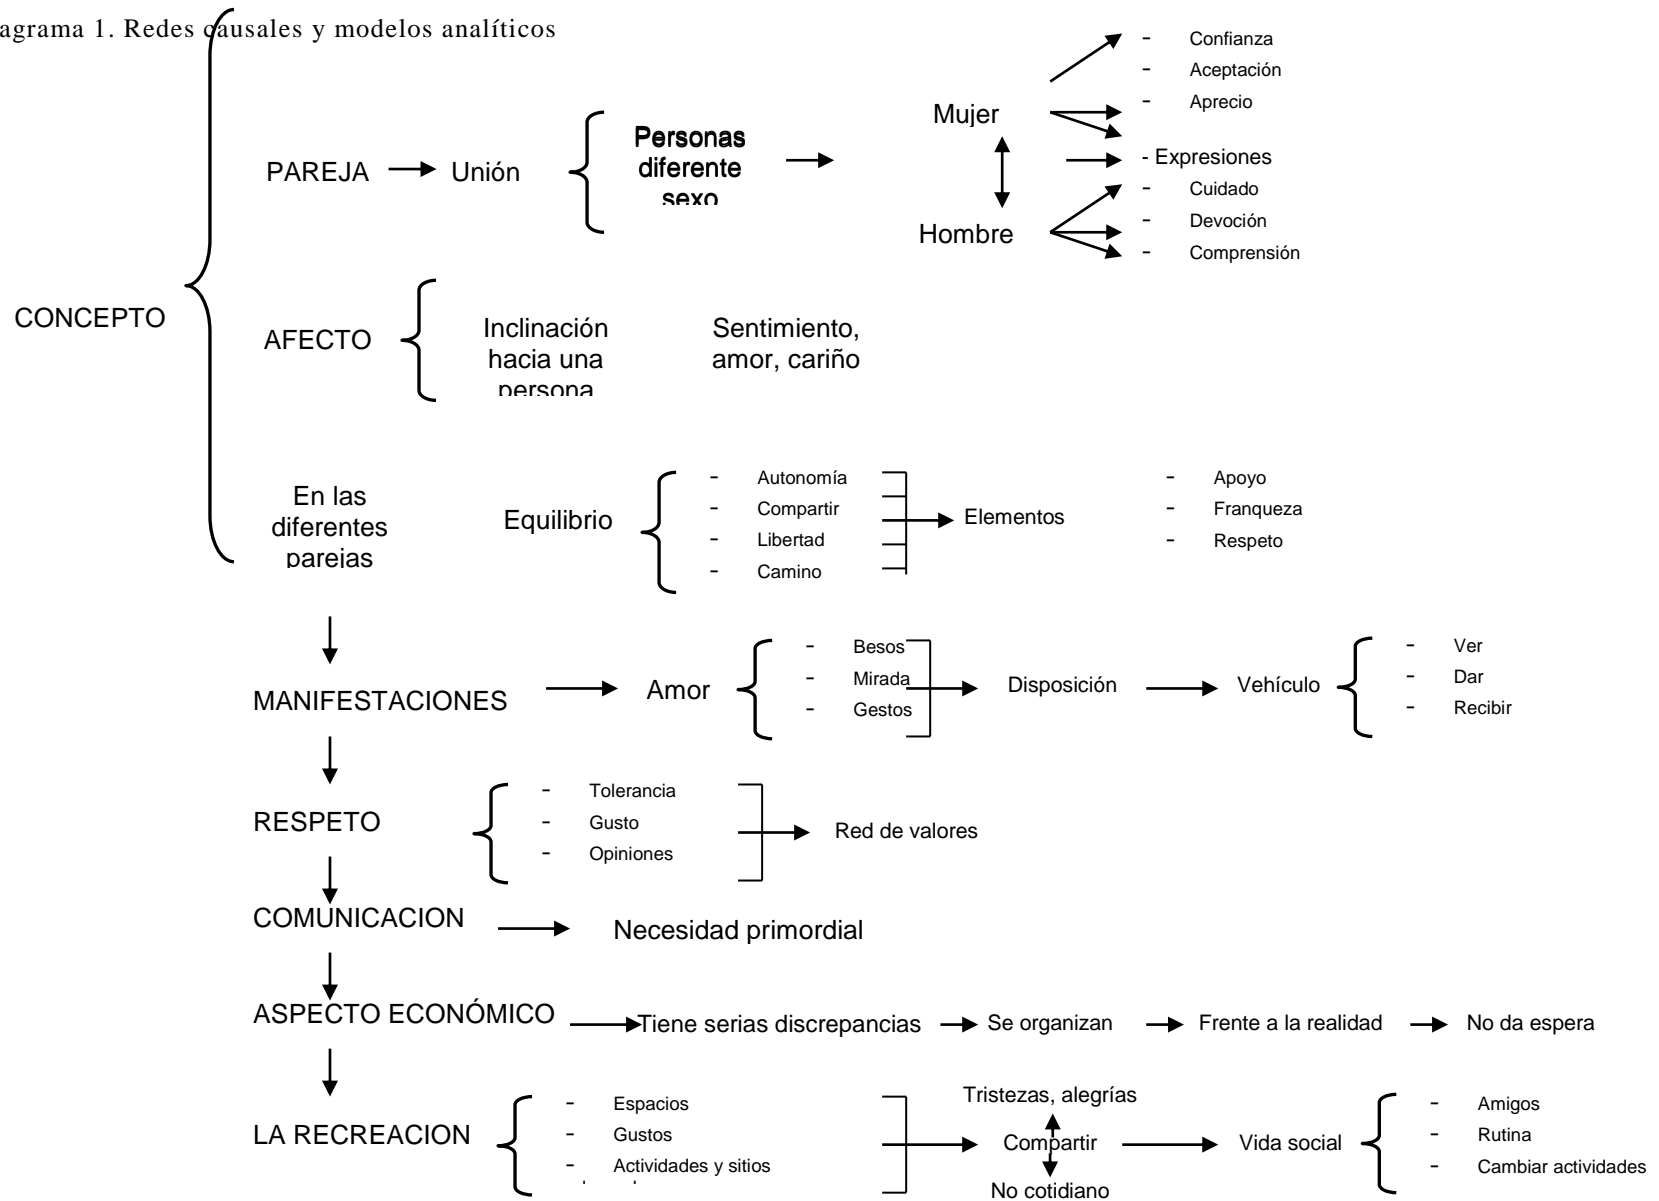 agrama 1. Redes causales y modelos analíticos
CONCEPTO
PAREJA
Unión
Personas
diferente
sexo
Mujer
Hombre
- Confianza
- Aceptación
- Aprecio
- Expresiones
- Cuidado
- Devoción
- Comprensión
AFECTO
Inclinación
hacia una
persona
Sentimiento,
amor, cariño
En las
diferentes
parejas
Equilibrio
- Autonomía
- Compartir
- Libertad
- Camino
Elementos
- Apoyo
- Franqueza
- Respeto
MANIFESTACIONES
Amor
- Besos
- Mirada
- Gestos
Disposición
Vehículo
- Ver
- Dar
- Recibir
RESPETO
- Tolerancia
- Gusto
- Opiniones
Red de valores
COMUNICACION
Necesidad primordial
ASPECTO ECONÓMICO
Tiene serias discrepancias
Se organizan
Frente a la realidad
No da espera
LA RECREACION
- Espacios
- Gustos
- Actividades y sitios
Tristezas, alegrías
Compartir
No cotidiano
Vida social
- Amigos
- Rutina
- Cambiar actividades